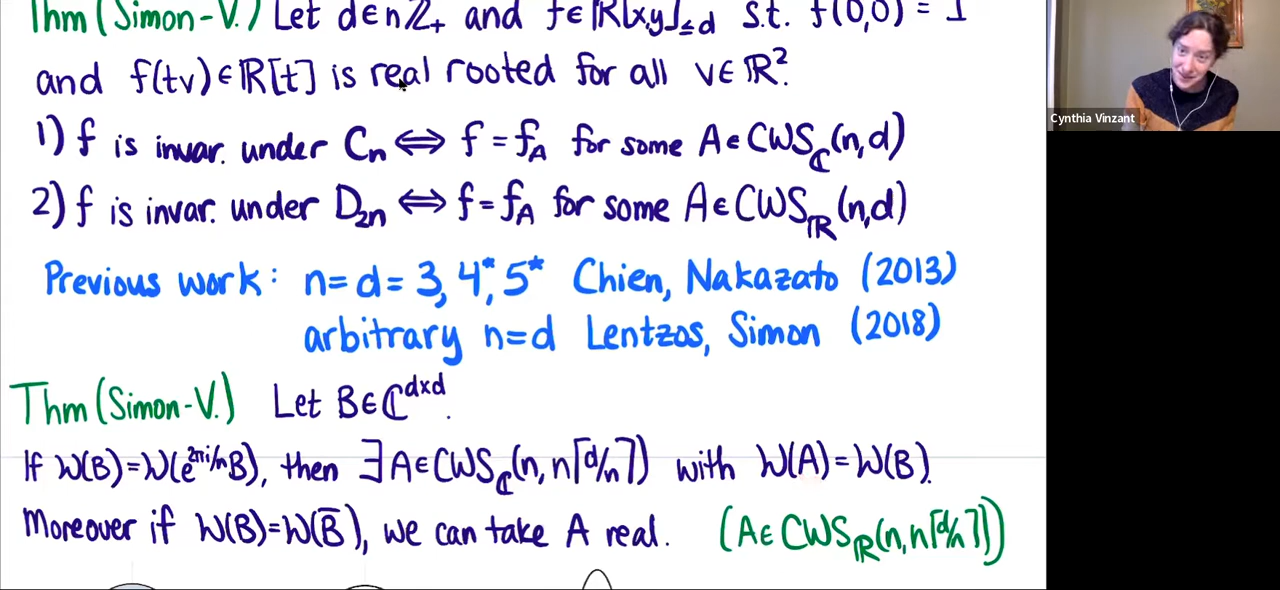 Thm (Simon-V.) Let d∈nℤ₊ and f∈ℝ[x,y]≤d s.t. f(0,0) = 1
and f(tv)∈ℝ[t] is real rooted for all v∈ℝ².
1) f is invar. under Cₙ ⇔ f = f_A for some A∈CWS_ℂ(n,d)
2) f is invar. under D₂ₙ ⇔ f = f_A for some A∈CWS_ℝ(n,d)
Previous work: n=d=3,4*,5* Chien, Nakazato (2013)
arbitrary n=d Lentzos, Simon (2018)
Thm (Simon-V.) Let B∈ℂ^{d×d}.
If W(B)=W(e^{2πi/n}B), then ∃A∈CWS_ℂ(n,n⌈d/n⌉) with W(A)=W(B).
Moreover if W(B)=W(B̅), we can take A real. (A∈CWS_ℝ(n,n⌈d/n⌉))
Cynthia Vinzant